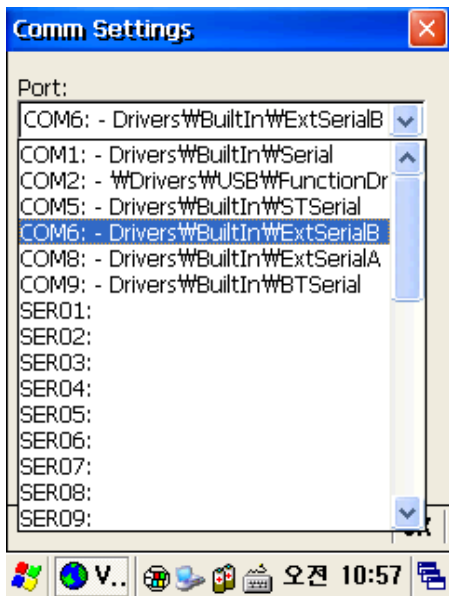 Comm Settings
Port:
COM6: - Drivers₩BuiltIn₩ExtSerialB
COM1: - Drivers₩BuiltIn₩Serial
COM2: - ₩Drivers₩USB₩FunctionDr
COM5: - Drivers₩BuiltIn₩STSerial
COM6: - Drivers₩BuiltIn₩ExtSerialB
COM8: - Drivers₩BuiltIn₩ExtSerialA
COM9: - Drivers₩BuiltIn₩BTSerial
SER01:
SER02:
SER03:
SER04:
SER05:
SER06:
SER07:
SER08:
SER09:
V.. 오전 10:57